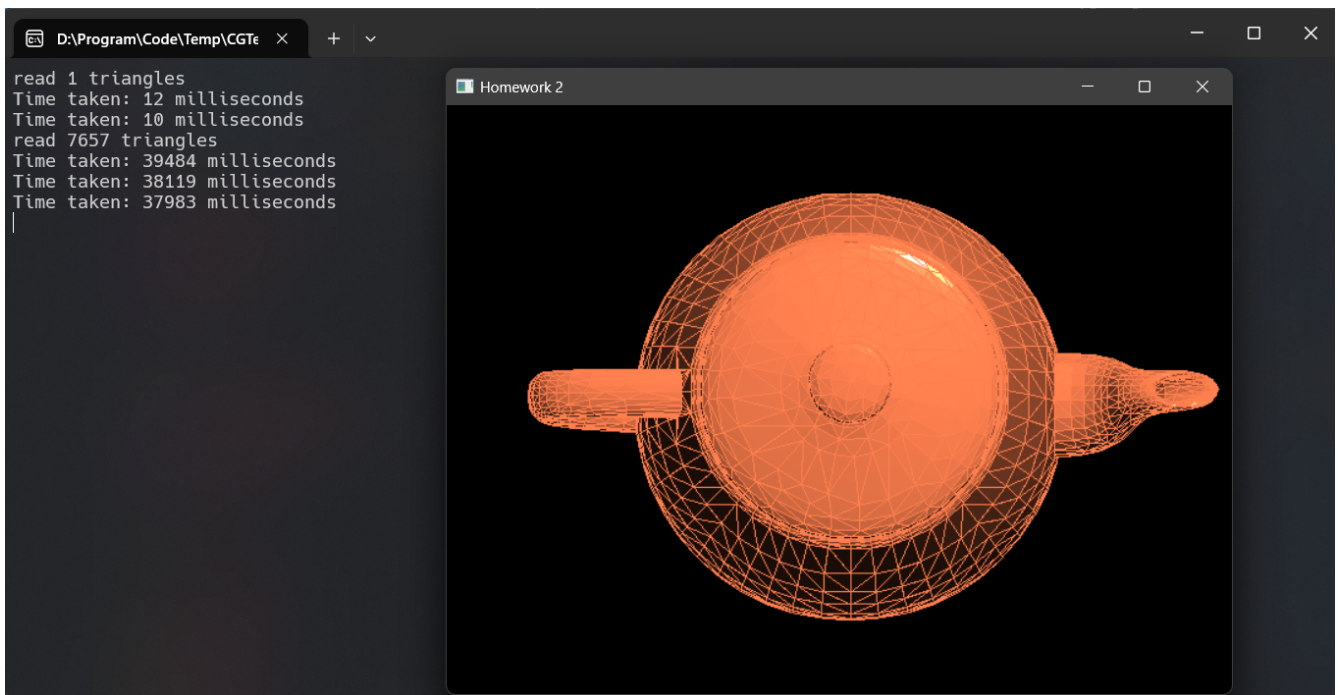 D:\Program\Code\Temp\CGTe
read 1 triangles
Time taken: 12 milliseconds
Time taken: 10 milliseconds
read 7657 triangles
Time taken: 39484 milliseconds
Time taken: 38119 milliseconds
Time taken: 37983 milliseconds
Homework 2